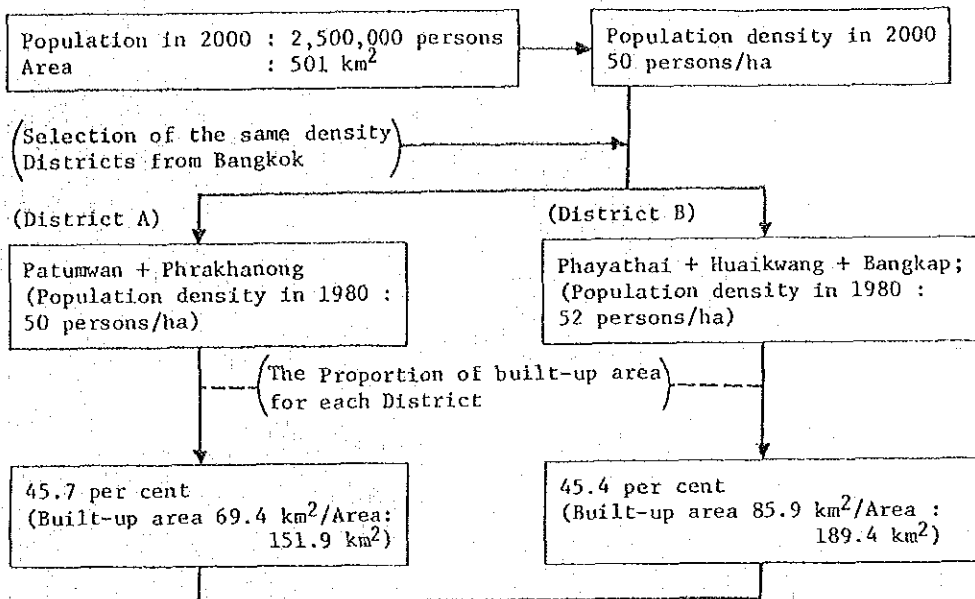 Population in 2000 : 2,500,000 persons
Area : 501 km²
Population density in 2000
50 persons/ha
(Selection of the same density
Districts from Bangkok)
(District A)
(District B)
Patumwan + Phrakhanong
(Population density in 1980 :
50 persons/ha)
Phayathai + Huaikwang + Bangkap;
(Population density in 1980 :
52 persons/ha)
(The Proportion of built-up area
for each District)
45.7 per cent
(Built-up area 69.4 km²/Area:
151.9 km²)
45.4 per cent
(Built-up area 85.9 km²/Area :
189.4 km²)